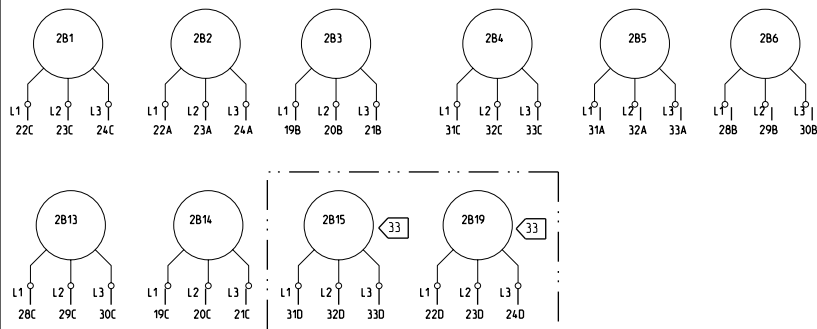 2B1 2B2 2B3 2B4 2B5 2B6
L1 L2 L3 L1 L2 L3 L1 L2 L3 L1 L2 L3 L1 L2 L3 L1 L2 L3
22C 23C 24C 22A 23A 24A 19B 20B 21B 31C 32C 33C 31A 32A 33A 28B 29B 30B
2B13 2B14 2B15 33 2B19 33
L1 L2 L3 L1 L2 L3 L1 L2 L3 L1 L2 L3
28C 29C 30C 19C 20C 21C 31D 32D 33D 22D 23D 24D